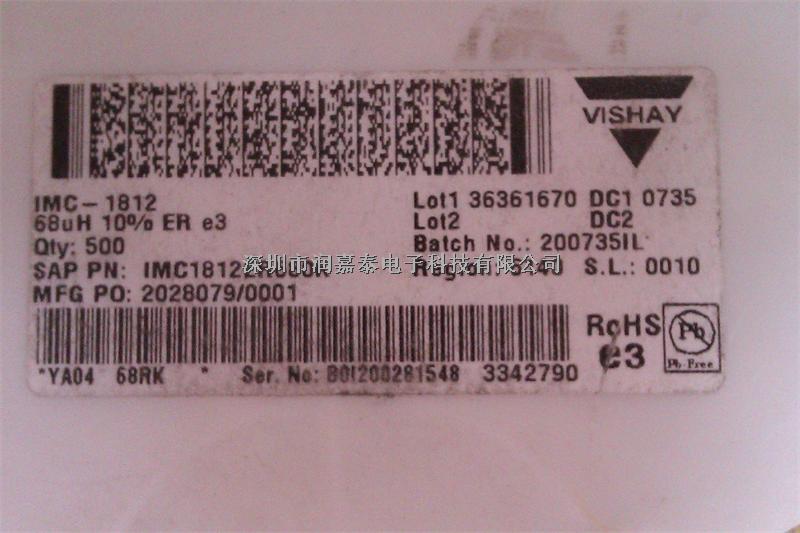 VISHAY
IMC-1812
68uH 10% ER e3
Qty: 500
SAP PN:
MFG PO: 2028079/0001
Lot1 36361670 DC1 0735
Lot2 DC2
Batch No.: 200735IL
S.L.: 0010
深圳市润嘉泰电子科技有限公司
RoHS
e3
Pb
Pb-Free
*YA04 68RK * Ser. No: B0I200281548 3342790